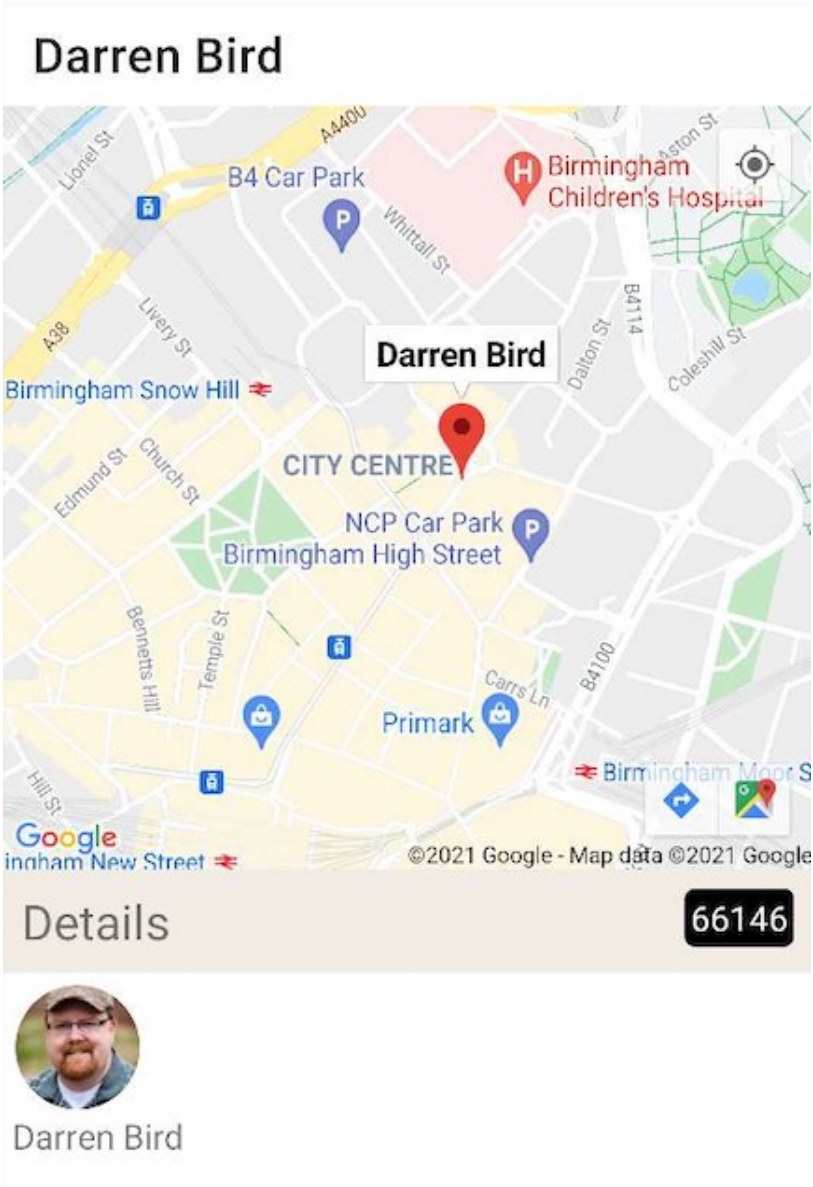 Darren Bird
A4400
Lionel St
Aston St
B4 Car Park
P
H
Birmingham
Children's Hospital
Whittall St
A38
Livery St
B4114
Dalton St
Coleshill St
Darren Bird
Birmingham Snow Hill
CITY CENTRE
Edmund St
Church St
NCP Car Park
Birmingham High Street
P
Bennetts Hill
Temple St
B4100
Carrs Ln
Primark
Birmingham Moor S
Hill St
G
Google
ingham New Street
©2021 Google - Map data ©2021 Google
Details
66146
Darren Bird